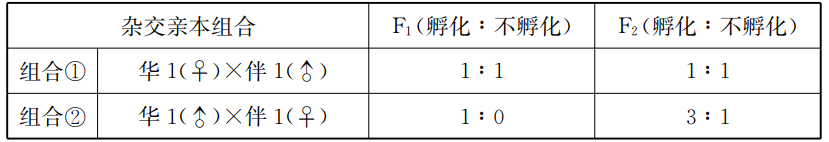 杂交亲本组合 F₁(孵化：不孵化) F₂(孵化：不孵化)
组合① 华1(♀)×伴1(♂) 1：1 1：1
组合② 华1(♂)×伴1(♀) 1：0 3：1